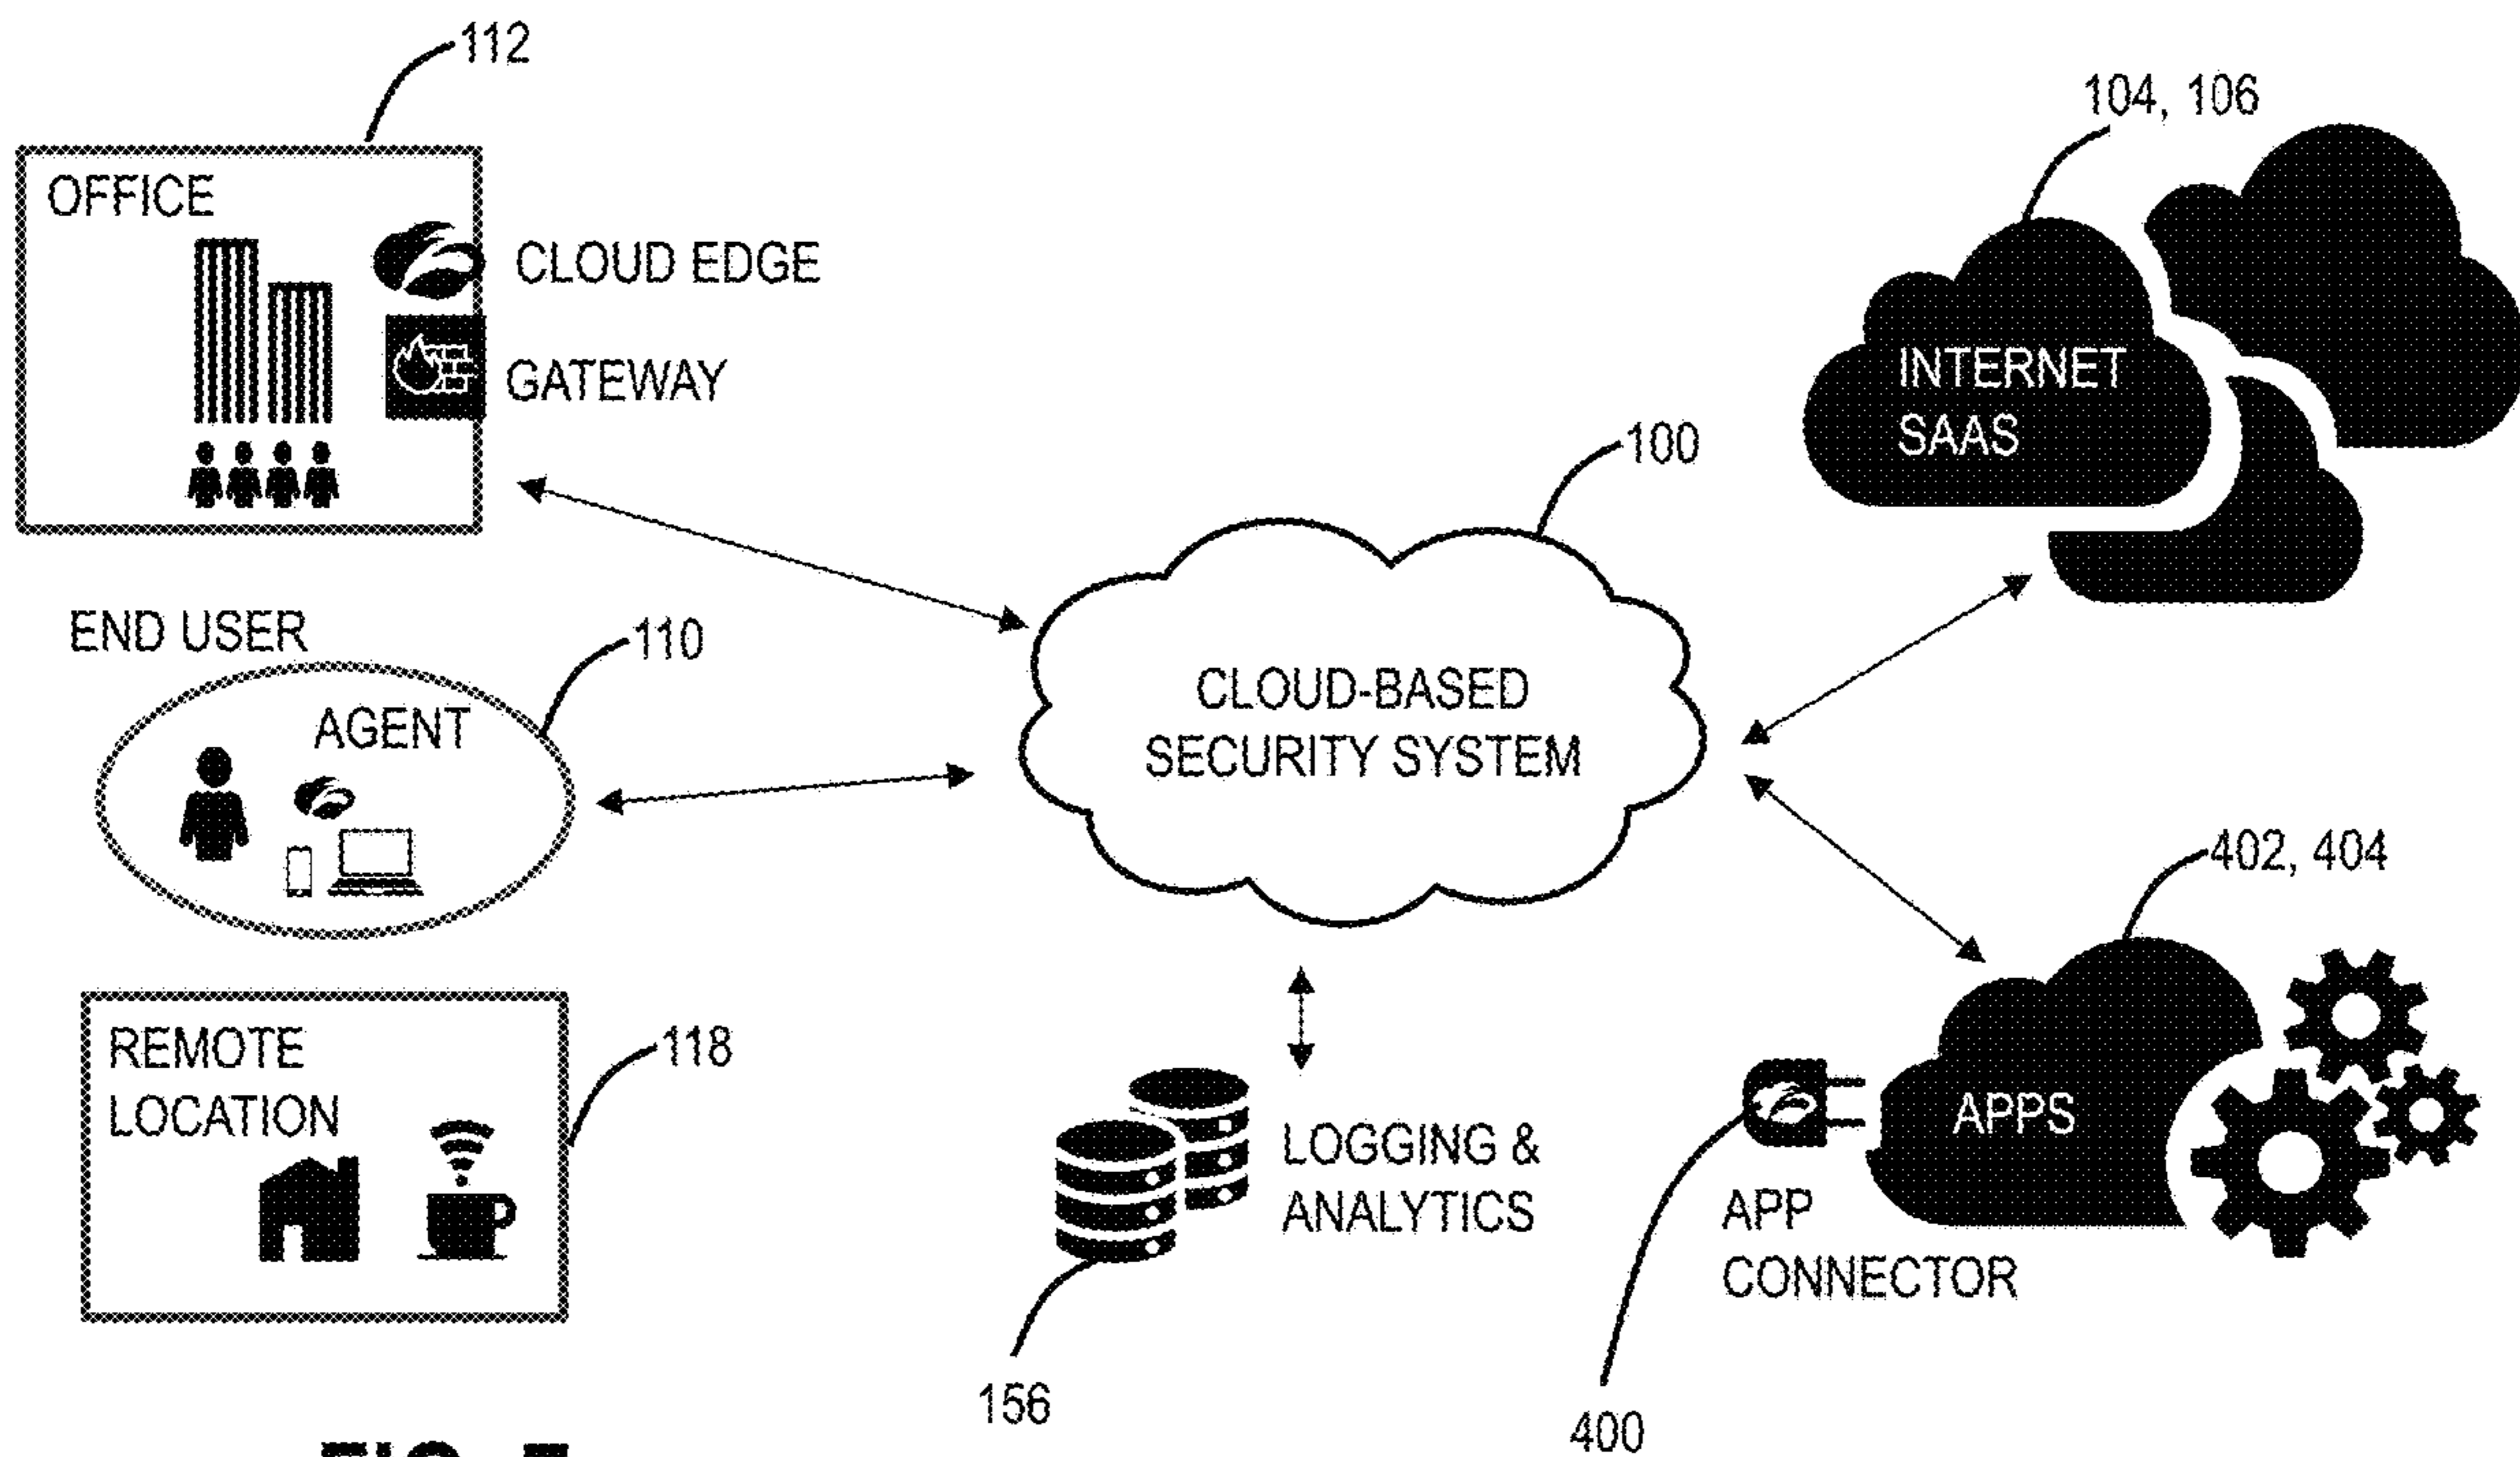 112
104, 106
OFFICE
CLOUD EDGE
GATEWAY
INTERNET
SAAS
100
END USER
110
AGENT
CLOUD-BASED
SECURITY SYSTEM
402, 404
REMOTE
LOCATION
118
APPS
LOGGING &
ANALYTICS
APP
CONNECTOR
156
400